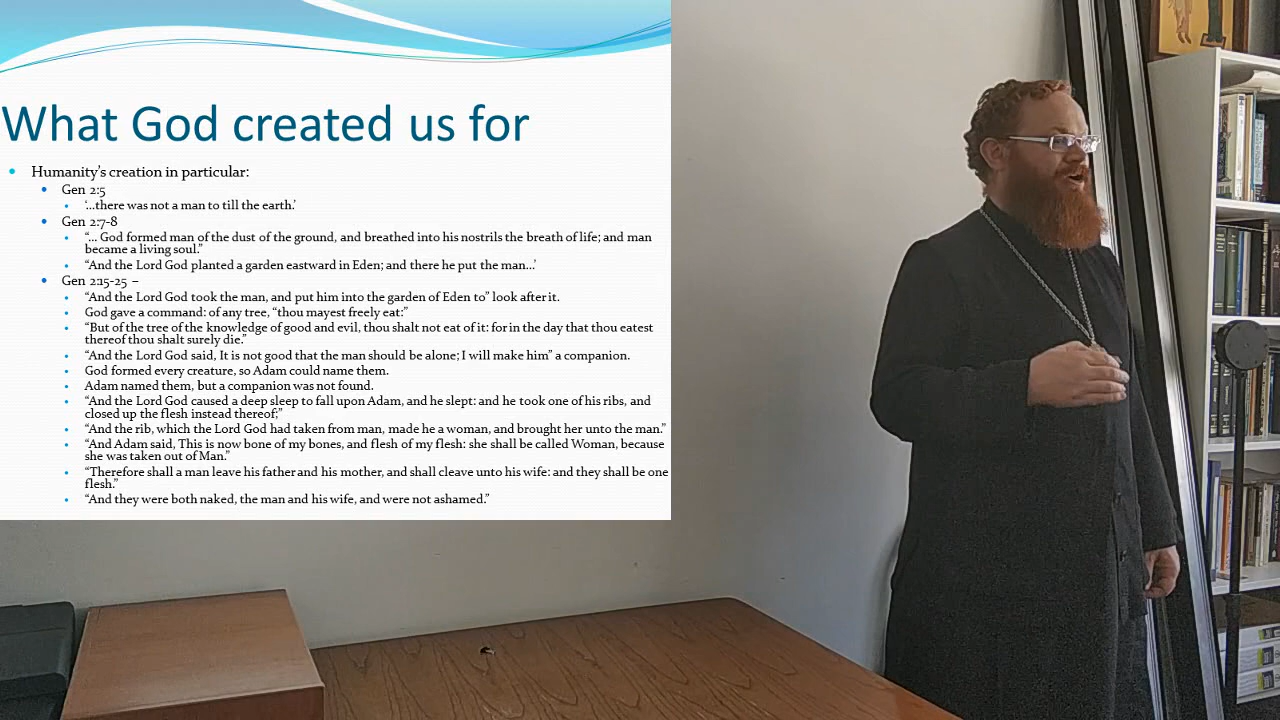 What God created us for
Humanity's creation in particular:
Gen 2:5
'...there was not a man to till the earth.'
Gen 2:7-8
"... God formed man of the dust of the ground, and breathed into his nostrils the breath of life; and man
became a living soul."
"And the Lord God planted a garden eastward in Eden; and there he put the man...'
Gen 2:15-25 –
"And the Lord God took the man, and put him into the garden of Eden to" look after it.
God gave a command: of any tree, "thou mayest freely eat:"
"But of the tree of the knowledge of good and evil, thou shalt not eat of it: for in the day that thou eatest
thereof thou shalt surely die."
"And the Lord God said, It is not good that the man should be alone; I will make him" a companion.
God formed every creature, so Adam could name them.
Adam named them, but a companion was not found.
"And the Lord God caused a deep sleep to fall upon Adam, and he slept: and he took one of his ribs, and
closed up the flesh instead thereof;"
"And the rib, which the Lord God had taken from man, made he a woman, and brought her unto the man."
"And Adam said, This is now bone of my bones, and flesh of my flesh: she shall be called Woman, because
she was taken out of Man."
"Therefore shall a man leave his father and his mother, and shall cleave unto his wife: and they shall be one
flesh."
"And they were both naked, the man and his wife, and were not ashamed."